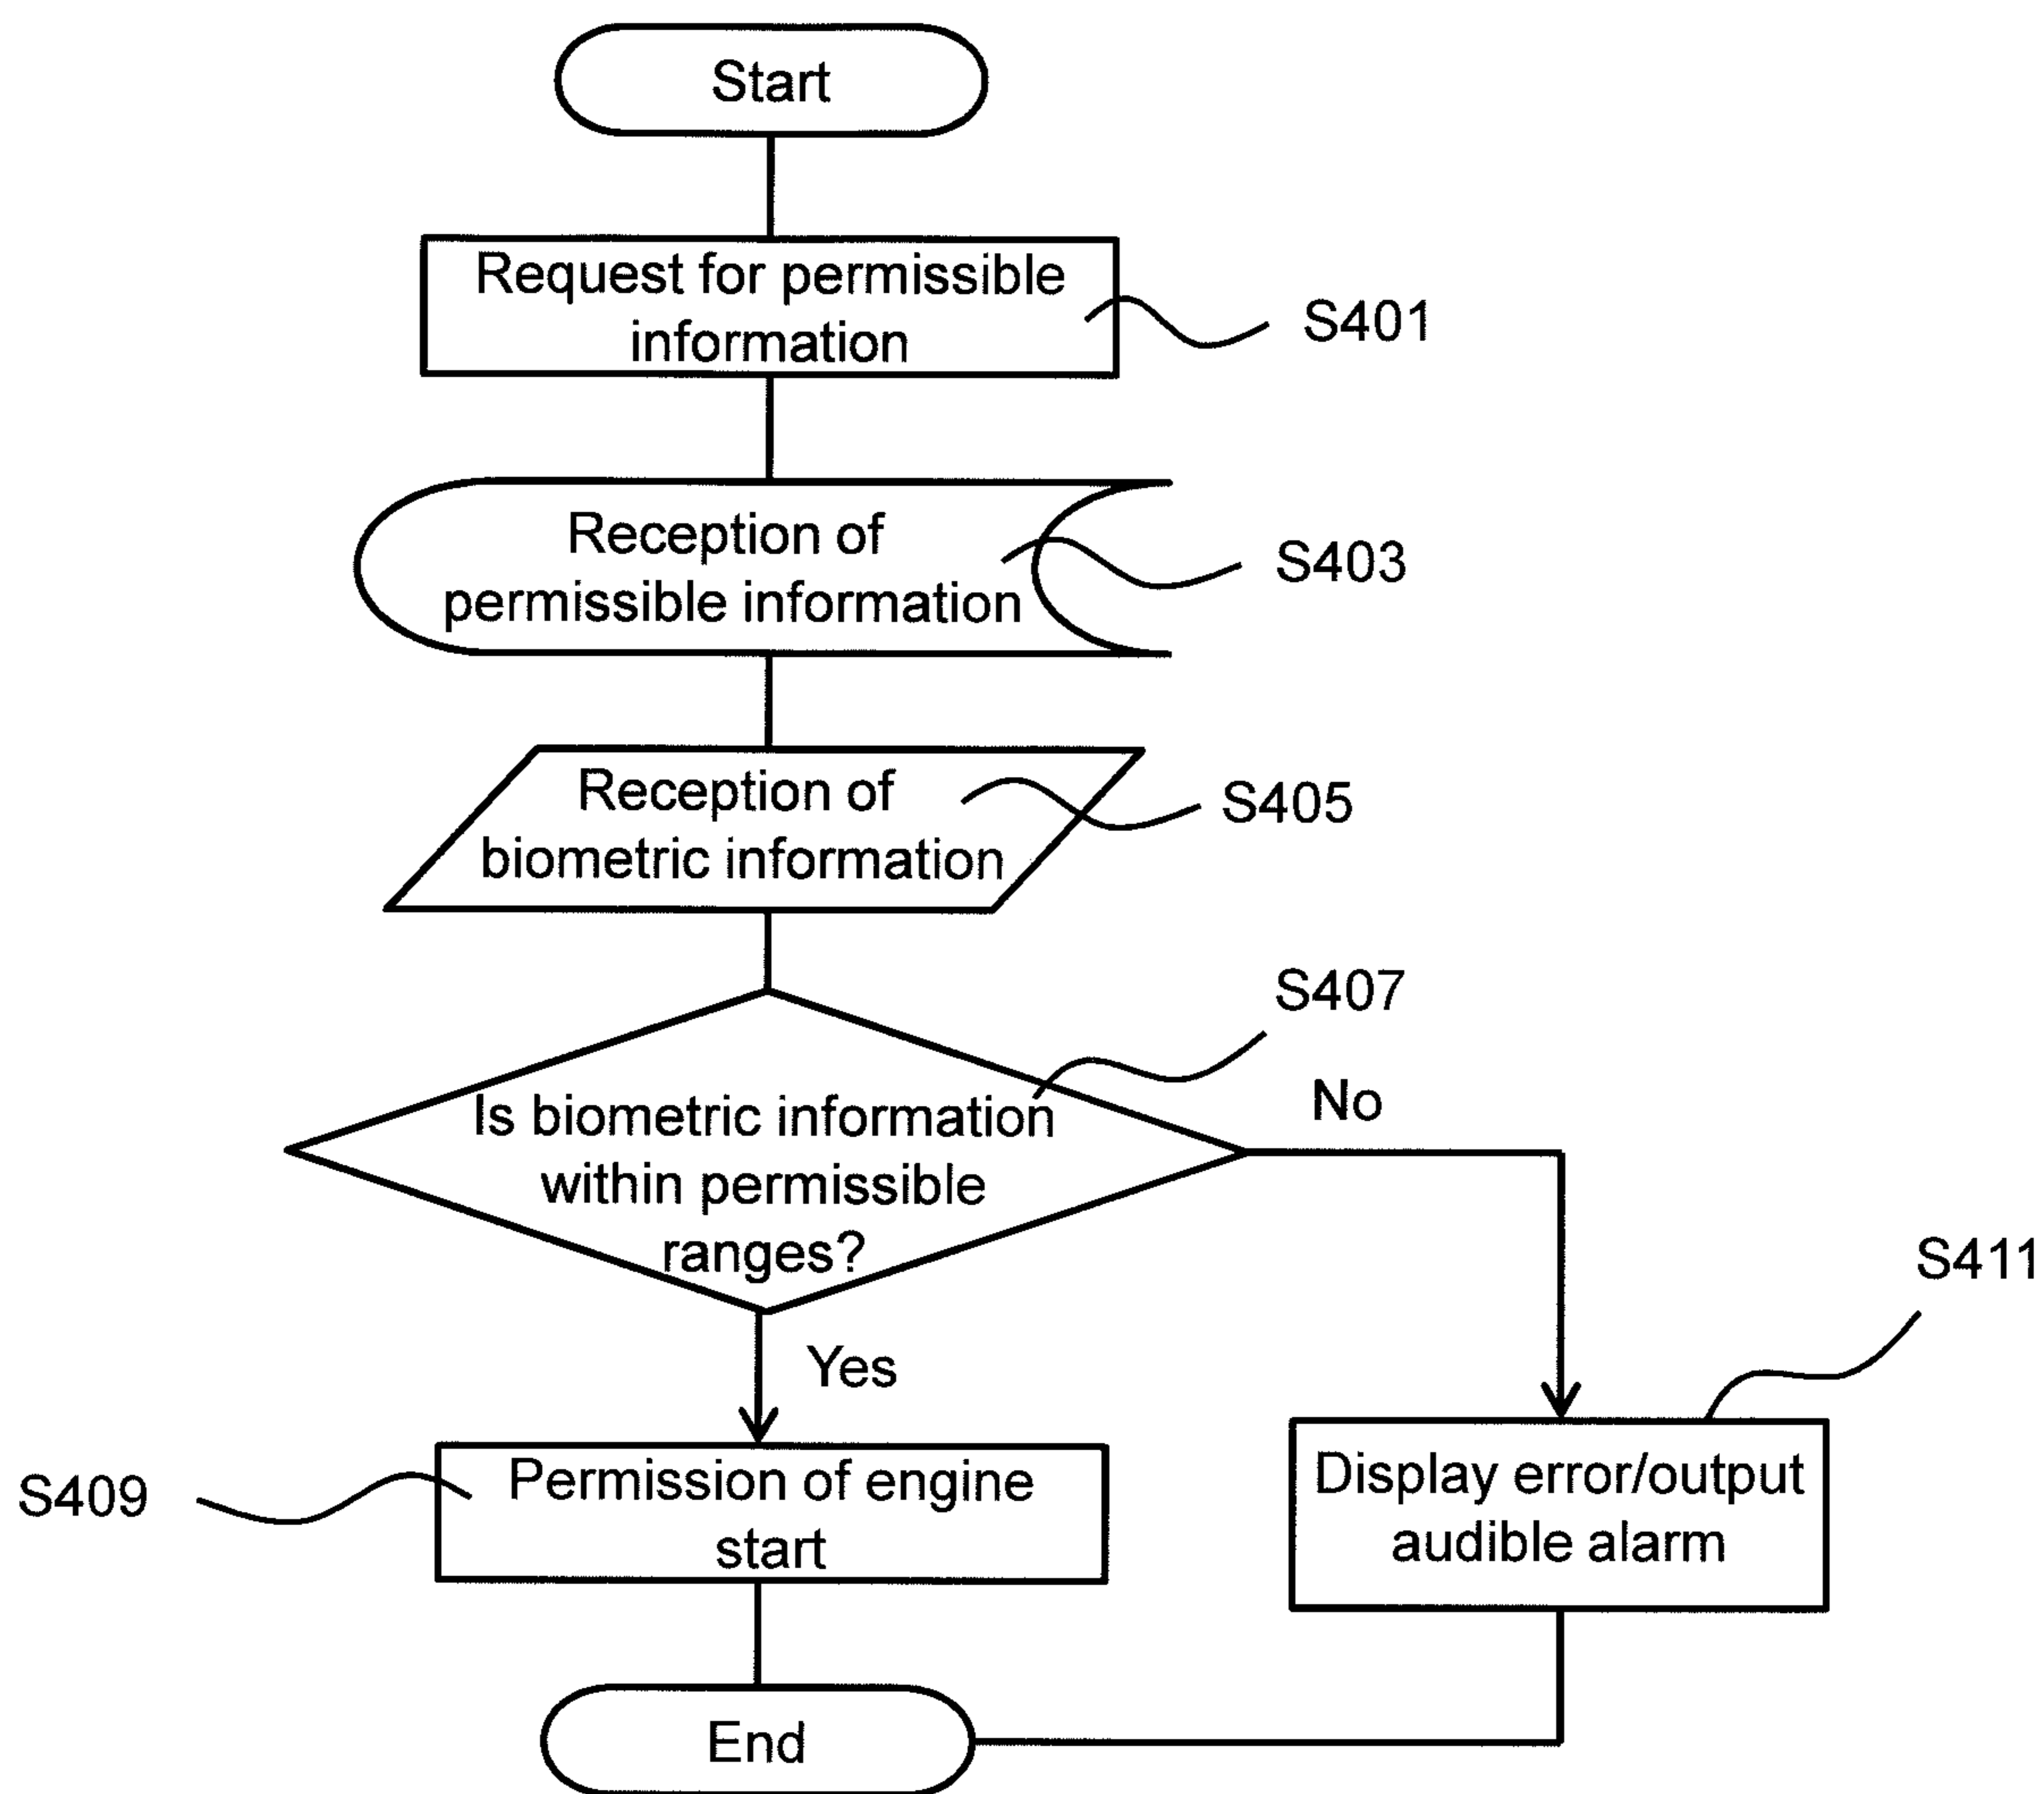 Start
Request for permissible
information
S401
Reception of
permissible information
S403
Reception of
biometric information
S405
S407
Is biometric information
within permissible
ranges?
No
Yes
S411
S409
Permission of engine
start
Display error/output
audible alarm
End